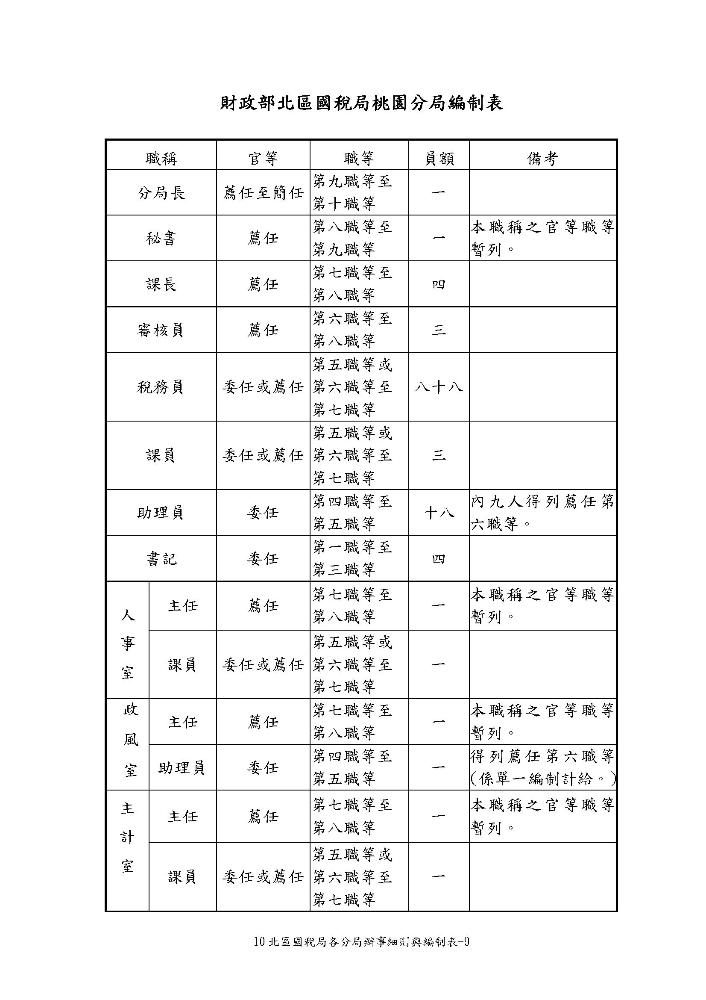 財政部北區國稅局桃園分局編制表
職稱 官等 職等 員額 備考
分局長 薦任至簡任 第九職等至
第十職等 一
秘書 薦任 第八職等至
第九職等 一 本職稱之官等職等
暫列。
課長 薦任 第七職等至
第八職等 四
審核員 薦任 第六職等至
第八職等 三
稅務員 委任或薦任 第五職等或
第六職等至
第七職等 八十八
課員 委任或薦任 第五職等或
第六職等至
第七職等 三
助理員 委任 第四職等至
第五職等 十八 內九人得列薦任第
六職等。
書記 委任 第一職等至
第三職等 四
人事室 主任 薦任 第七職等至
第八職等 一 本職稱之官等職等
暫列。
課員 委任或薦任 第五職等或
第六職等至
第七職等 一
政風室 主任 薦任 第七職等至
第八職等 一 本職稱之官等職等
暫列。
助理員 委任 第四職等至
第五職等 一 得列薦任第六職等
(係單一編制計給。)
主計室 主任 薦任 第七職等至
第八職等 一 本職稱之官等職等
暫列。
課員 委任或薦任 第五職等或
第六職等至
第七職等 一
10 北區國稅局各分局辦事細則與編制表-9